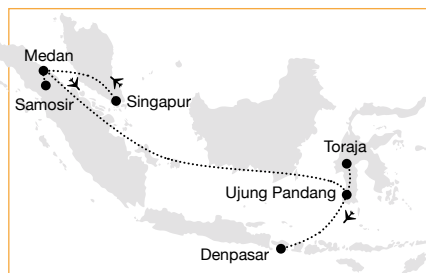 Medan
Samosir
Singapur
Toraja
Ujung Pandang
Denpasar